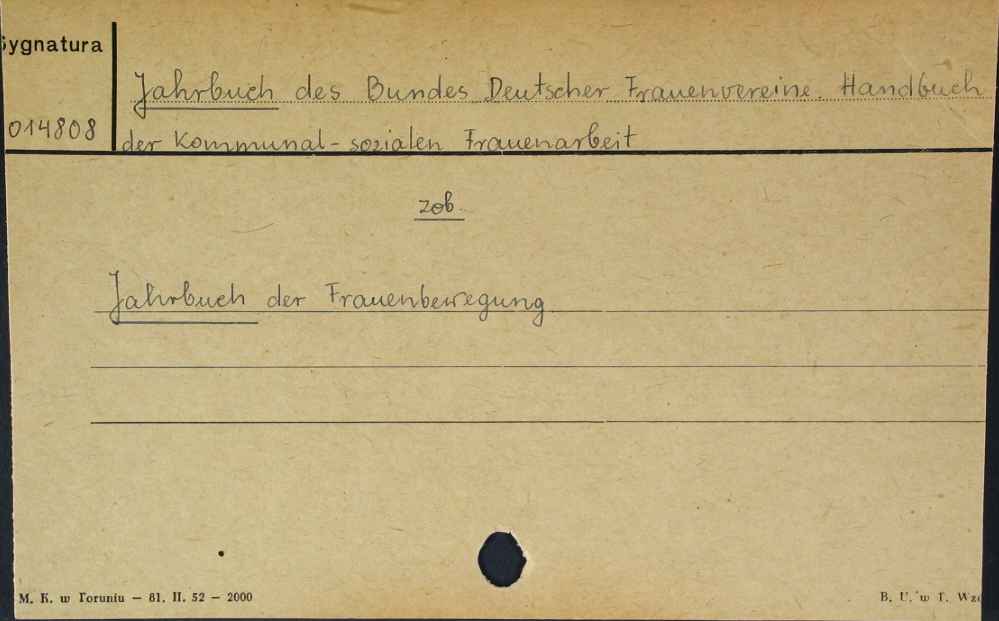 Sygnatura
Jahrbuch des Bundes Deutscher Frauenvereine. Handbuch
014808
der Kommunal-sozialen Frauenarbeit
zob.
Jahrbuch der Frauenbewegung
M. K. w Toruniu — 81. II. 52 — 2000
B. U. w T. Wzó